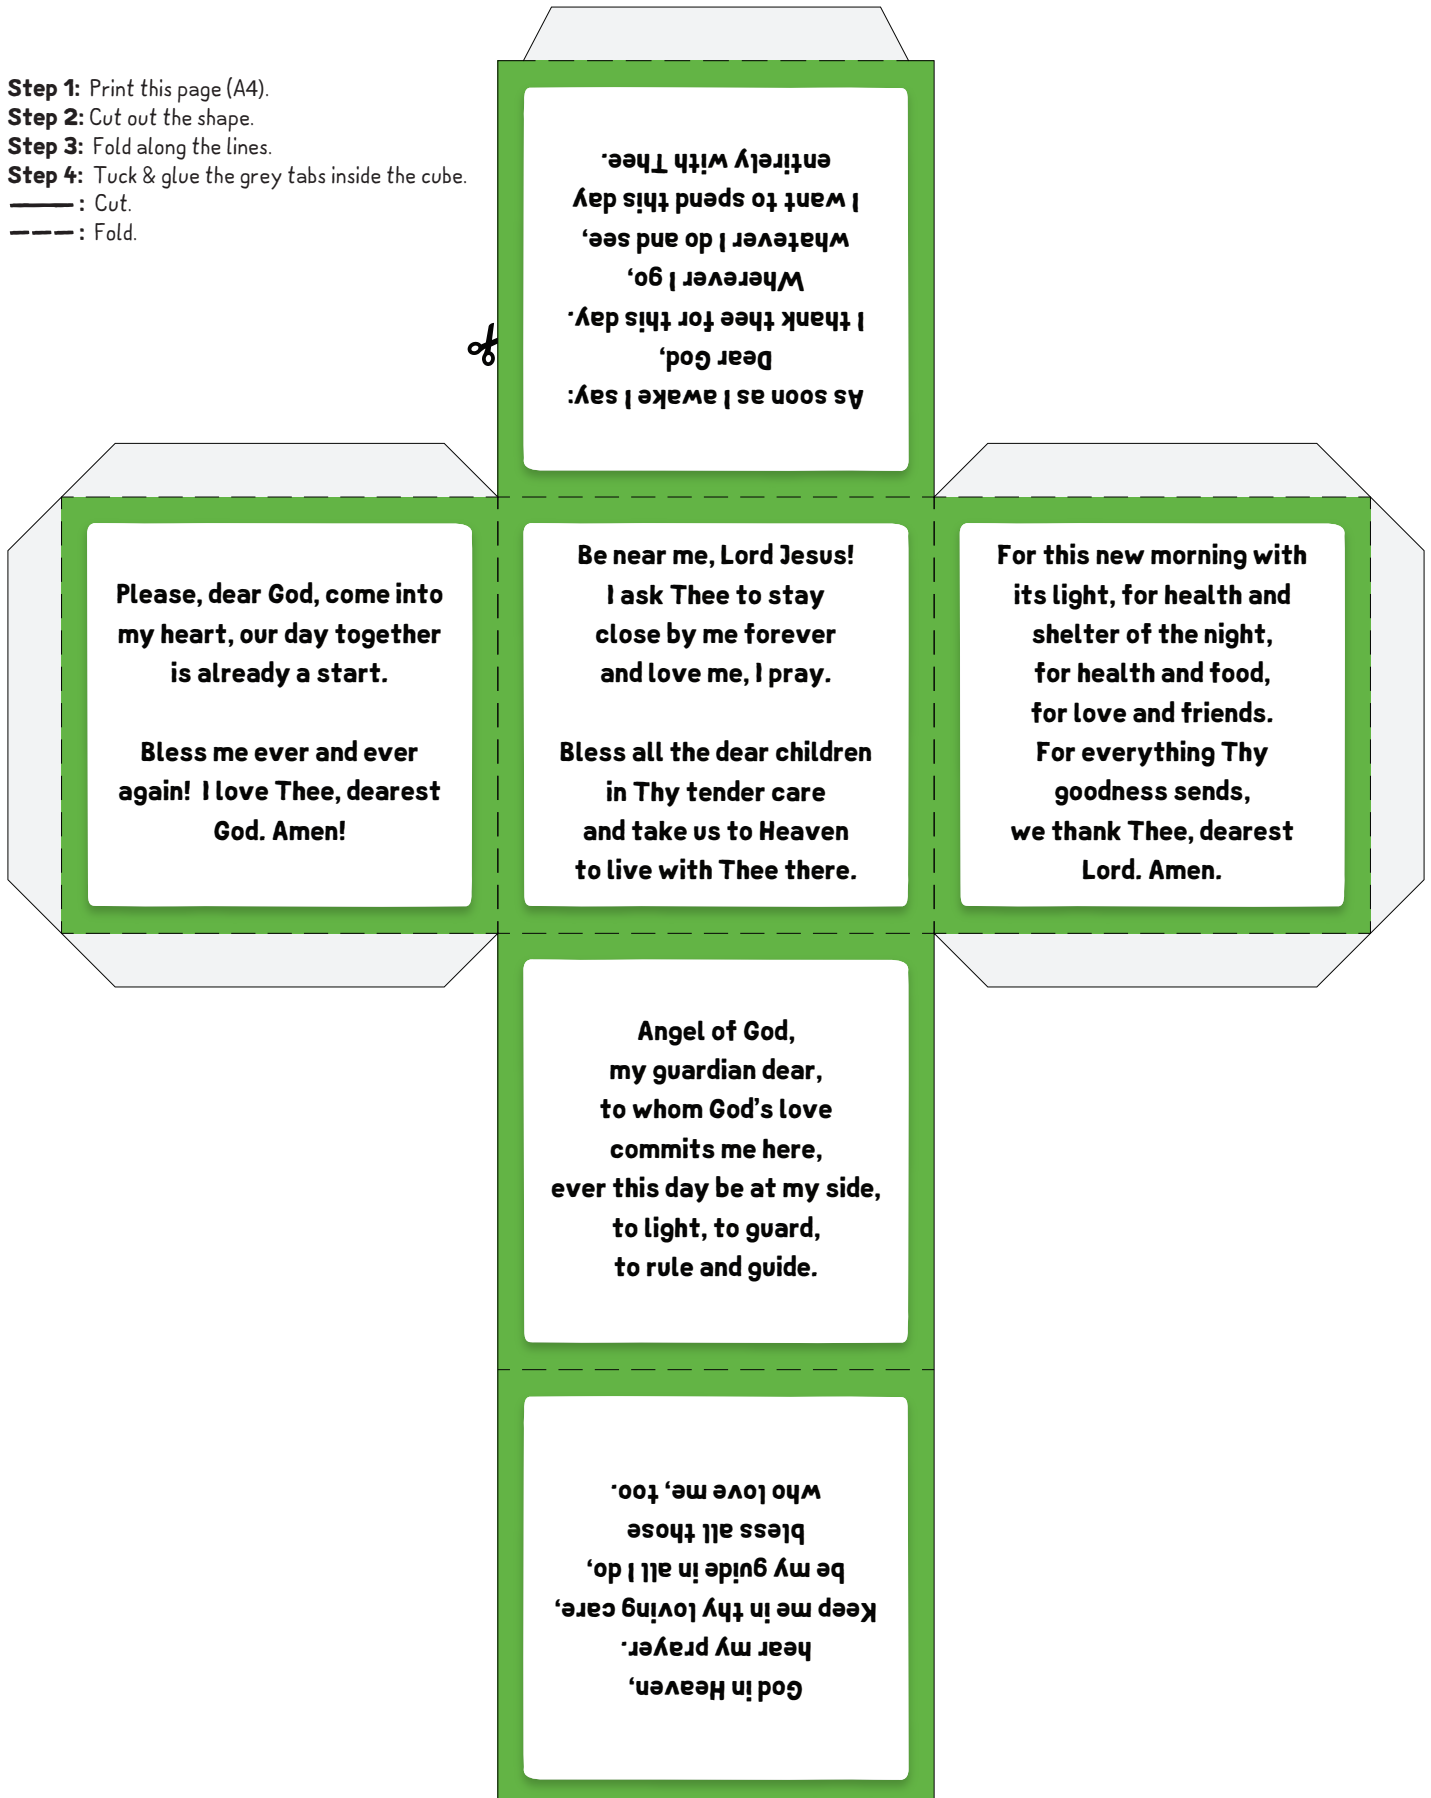 Step 1: Print this page (A4).
Step 2: Cut out the shape.
Step 3: Fold along the lines.
Step 4: Tuck & glue the grey tabs inside the cube.
: Cut.
: Fold.
As soon as I awake I say:
Dear God,
I thank thee for this day.
Wherever I go,
whatever I do and see,
I want to spend this day
entirely with Thee.
Please, dear God, come into
my heart, our day together
is already a start.
Bless me ever and ever
again! I love Thee, dearest
God. Amen!
Be near me, Lord Jesus!
I ask Thee to stay
close by me forever
and love me, I pray.
Bless all the dear children
in Thy tender care
and take us to Heaven
to live with Thee there.
For this new morning with
its light, for health and
shelter of the night,
for health and food,
for love and friends.
For everything Thy
goodness sends,
we thank Thee, dearest
Lord. Amen.
Angel of God,
my guardian dear,
to whom God's love
commits me here,
ever this day be at my side,
to light, to guard,
to rule and guide.
God in Heaven,
hear my prayer.
Keep me in thy loving care,
be my guide in all I do,
bless all those
who love me, too.